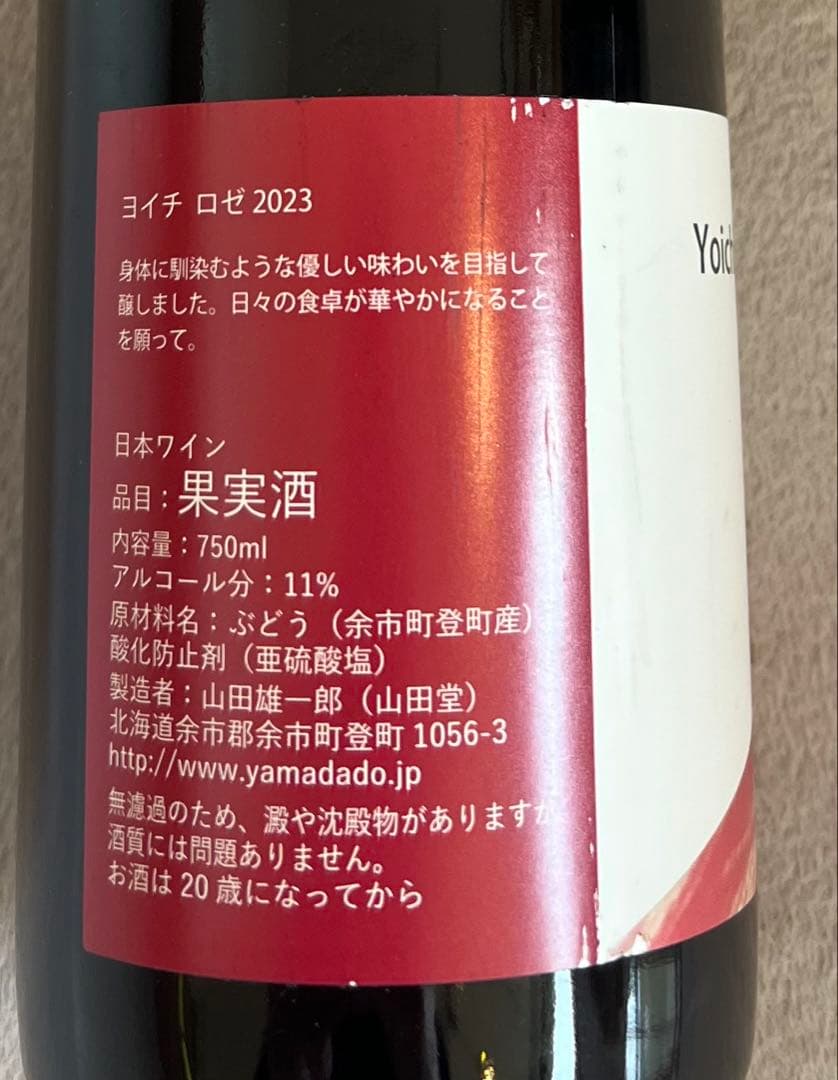 ヨイチ ロゼ 2023
身体に馴染むような優しい味わいを目指して
醸しました。日々の食卓が華やかになること
を願って。
日本ワイン
品目：果実酒
内容量：750ml
アルコール分：11%
原材料名：ぶどう（余市町登町産）
酸化防止剤（亜硫酸塩）
製造者：山田雄一郎（山田堂）
北海道余市郡余市町登町 1056-3
http://www.yamadado.jp
無濾過のため、澱や沈殿物がありますが
酒質には問題ありません。
お酒は 20 歳になってから